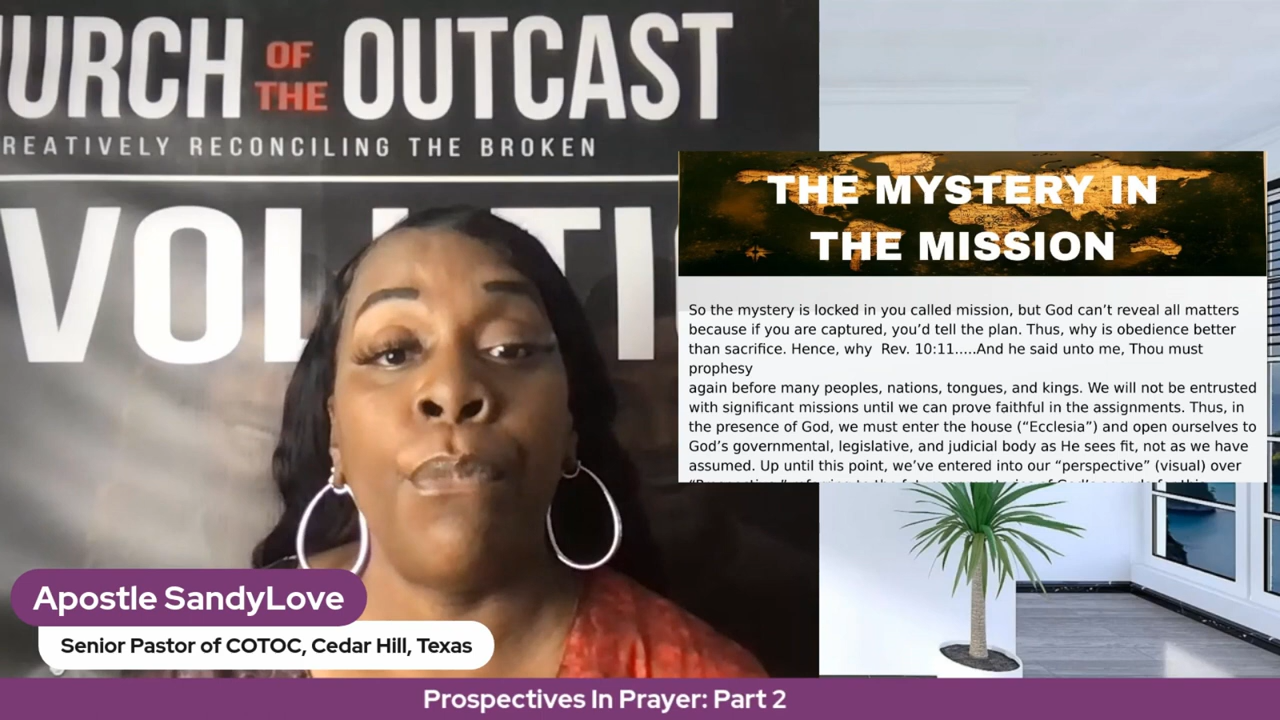 URCH OF THE OUTCAST
REATIVELY RECONCILING THE BROKEN
VOL TI
THE MYSTERY IN
THE MISSION
So the mystery is locked in you called mission, but God can’t reveal all matters
because if you are captured, you’d tell the plan. Thus, why is obedience better
than sacrifice. Hence, why  Rev. 10:11.....And he said unto me, Thou must
prophesy
again before many peoples, nations, tongues, and kings. We will not be entrusted
with significant missions until we can prove faithful in the assignments. Thus, in
the presence of God, we must enter the house (“Ecclesia”) and open ourselves to
God’s governmental, legislative, and judicial body as He sees fit, not as we have
assumed. Up until this point, we’ve entered into our “perspective” (visual) over
Apostle SandyLove
Senior Pastor of COTOC, Cedar Hill, Texas
Prospectives In Prayer: Part 2